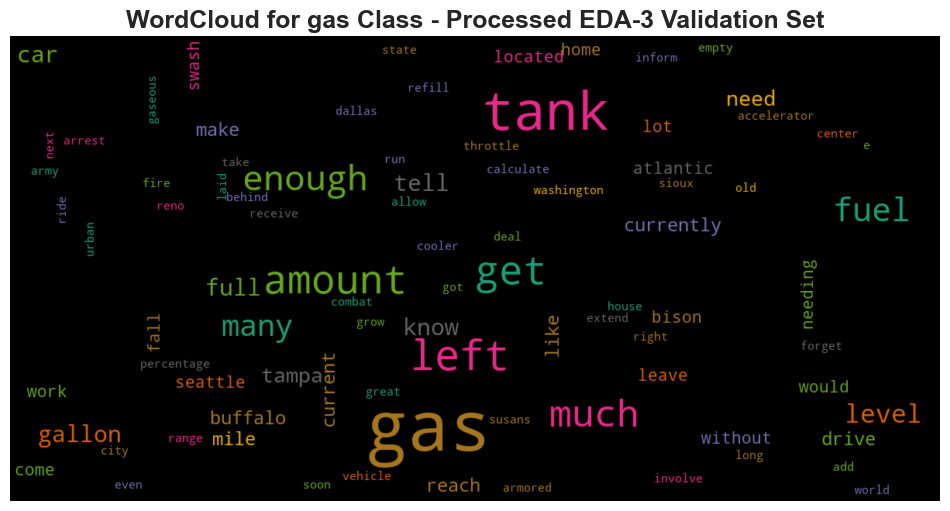 WordCloud for gas Class - Processed EDA-3 Validation Set
car
swash
state
located
home
inform
empty
gaseous
refill
dallas
tank
need
accelerator
next
arrest
make
throttle
lot
center
e
army
take
run
calculate
atlantic
fire
laid
behind
enough
tell
allow
washington
sioux
old
ride
reno
receive
fuel
urban
cooler
deal
currently
full
amount
get
got
needing
combat
house
many
grow
know
extend
bison
fall
like
right
forget
percentage
left
seattle
tampa
current
leave
work
great
would
buffalo
gas
susans
much
level
gallon
range
mile
without
drive
city
long
come
vehicle
add
even
soon
reach
armored
involve
world